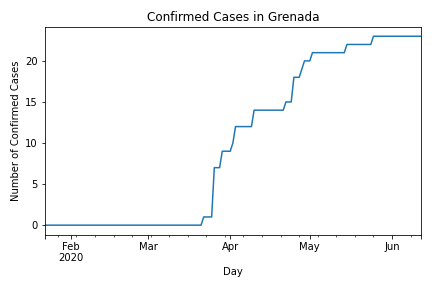 Confirmed Cases in Grenada
Number of Confirmed Cases
20
15
10
5
0
Feb Mar Apr May Jun
2020
Day